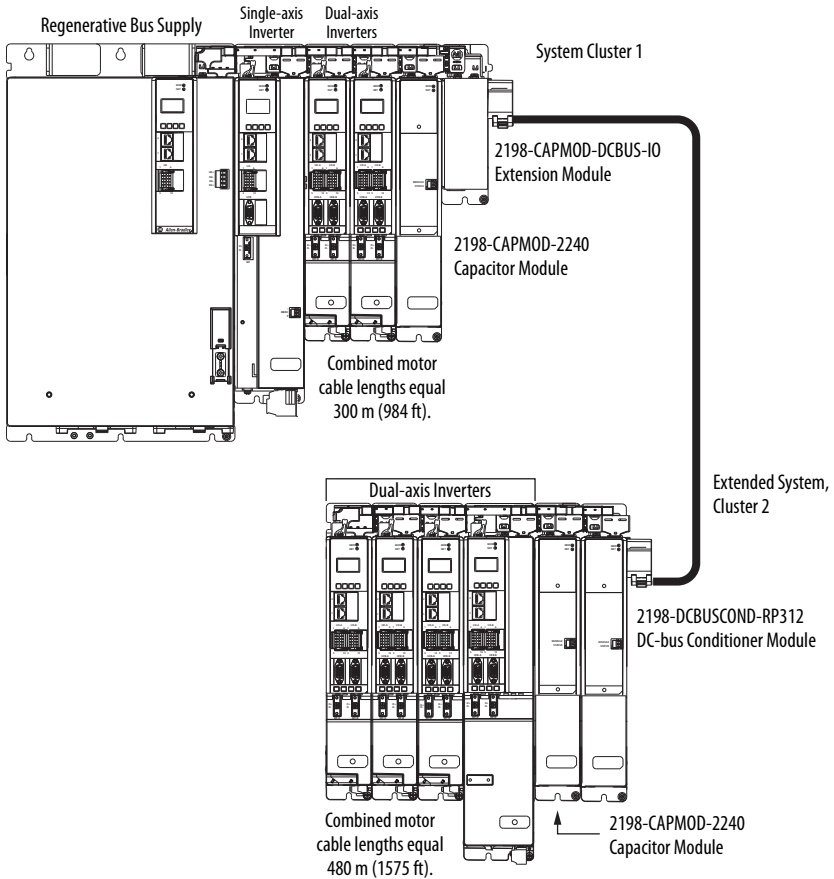 Regenerative Bus Supply
Single-axis
Inverter
Dual-axis
Inverters
System Cluster 1
2198-CAPMOD-DCBUS-IO
Extension Module
2198-CAPMOD-2240
Capacitor Module
Allen-Bradley
Combined motor
cable lengths equal
300 m (984 ft).
Extended System,
Cluster 2
Dual-axis Inverters
2198-DCBUSCOND-RP312
DC-bus Conditioner Module
Combined motor
cable lengths equal
480 m (1575 ft).
2198-CAPMOD-2240
Capacitor Module